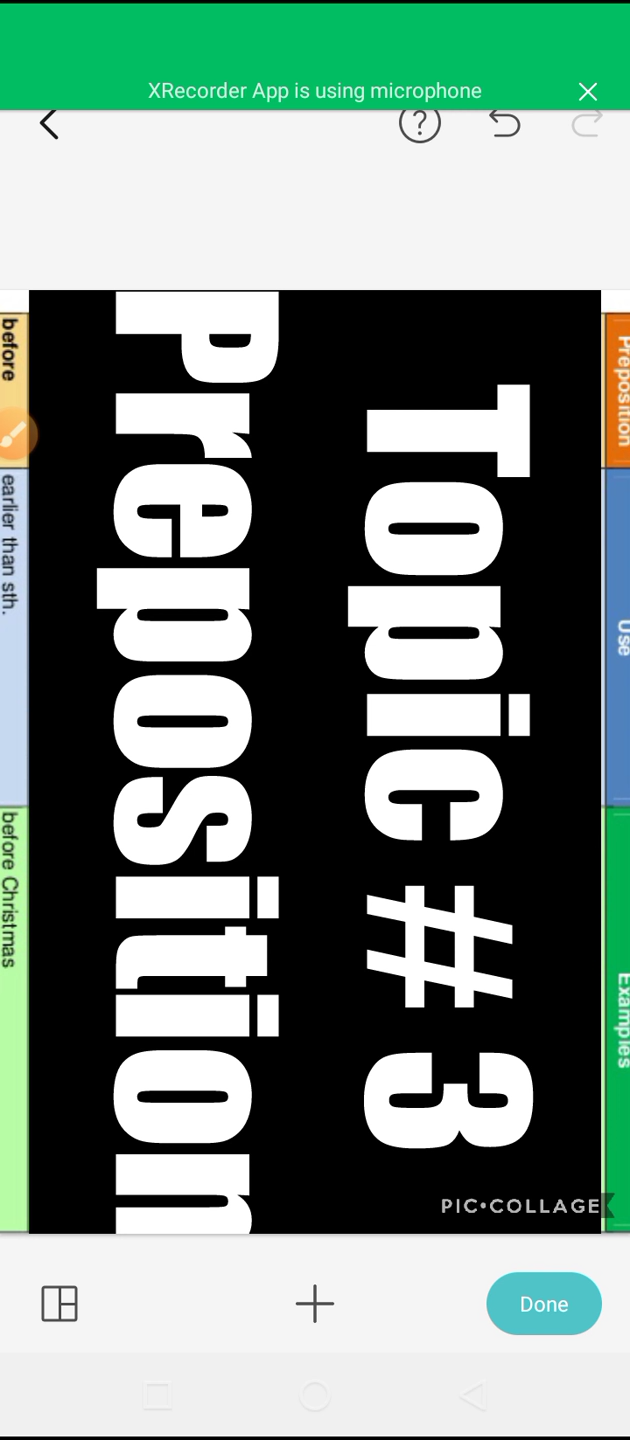 XRecorder App is using microphone
Topic # 3
Preposition
Preposition
Use
Examples
before
earlier than sth.
before Christmas
PIC•COLLAGE
Done